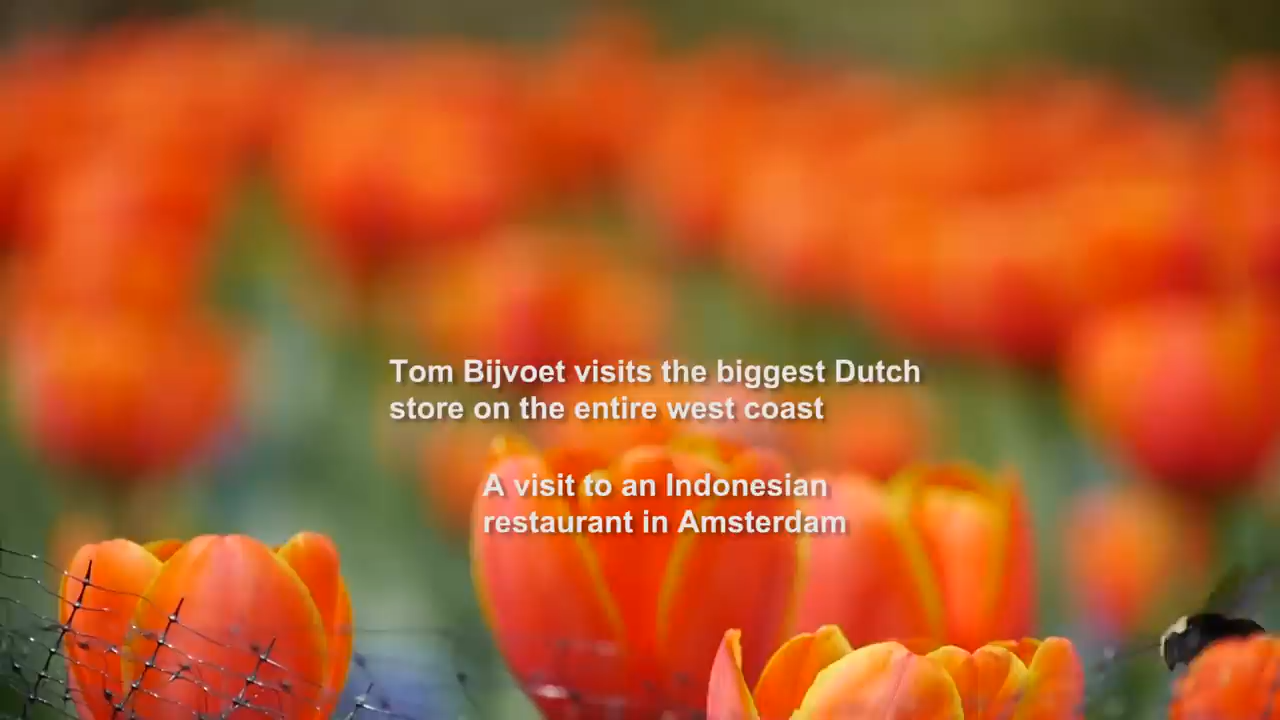 Tom Bijvoet visits the biggest Dutch
store on the entire west coast
A visit to an Indonesian
restaurant in Amsterdam